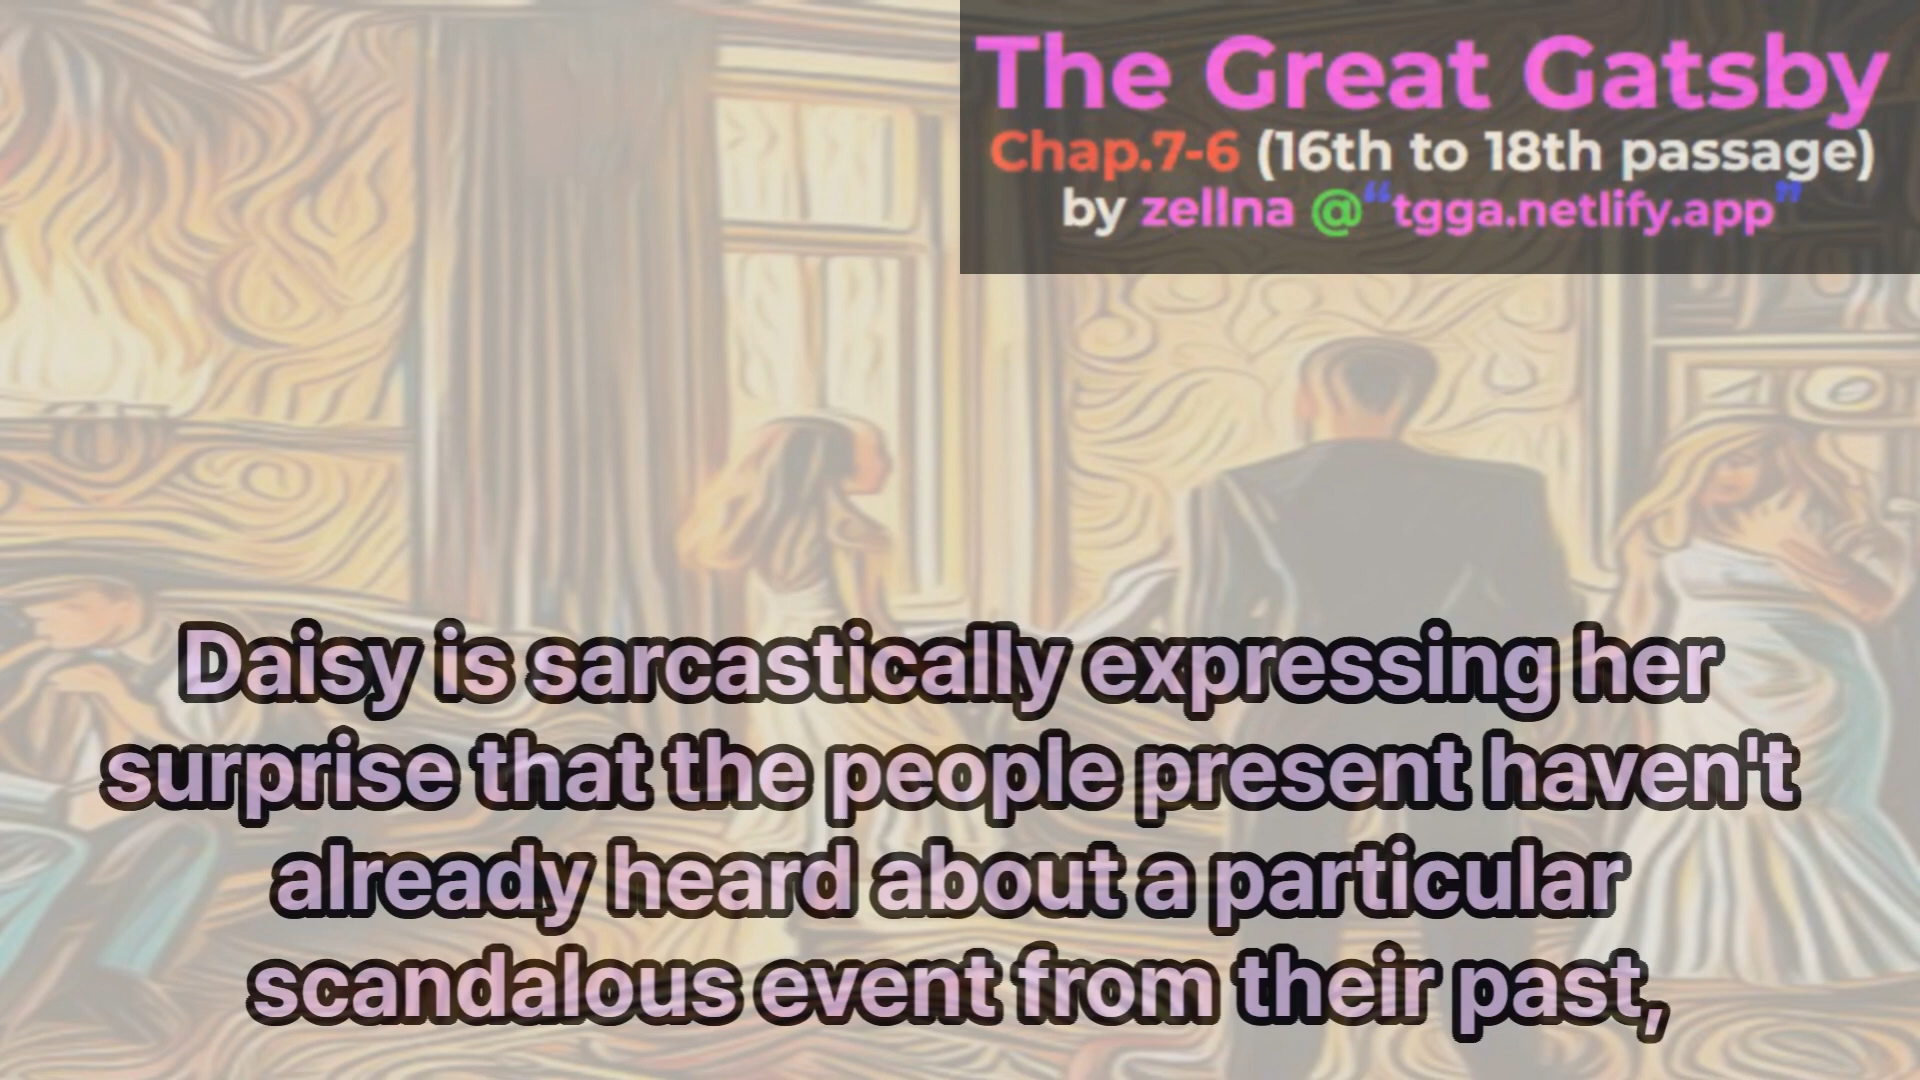 The Great Gatsby
Chap.7-6 (16th to 18th passage)
by zellna @“tgga.netlify.app”
Daisy is sarcastically expressing her
surprise that the people present haven't
already heard about a particular
scandalous event from their past,